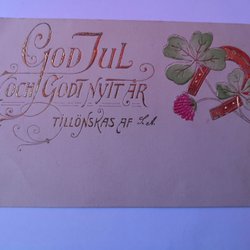 GOD JUL
OCH GODT NYTT ÅR
TILLÖNSKAS AF S.A.